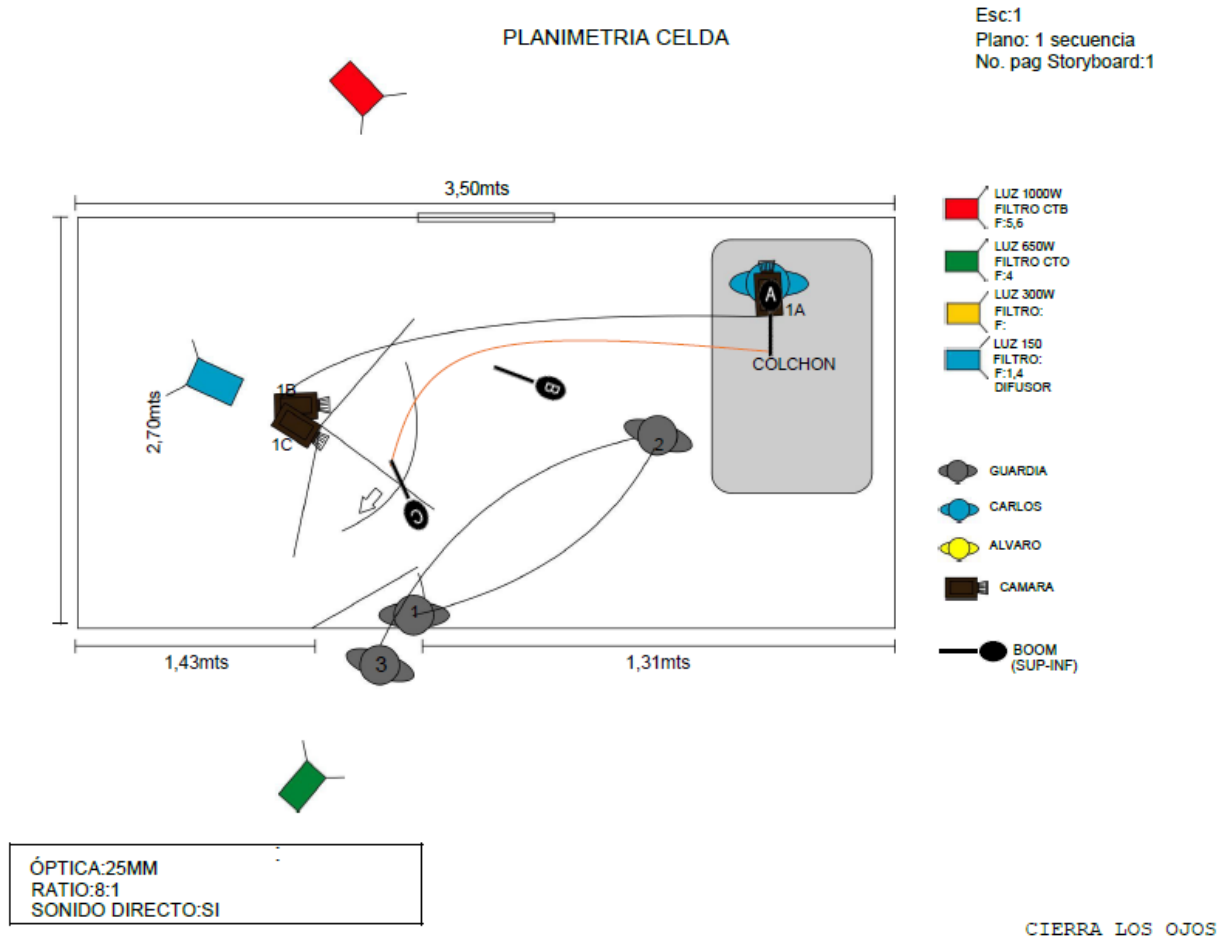 PLANIMETRIA CELDA
Esc:1
Plano: 1 secuencia
No. pag Storyboard:1
3,50mts
2,70mts
1,43mts
1,31mts
A
1A
COLCHON
B
1B
1C
C
2
1
3
LUZ 1000W
FILTRO CTB
F:5,6
LUZ 650W
FILTRO CTO
F:4
LUZ 300W
FILTRO:
F:
LUZ 150
FILTRO:
F:1,4
DIFUSOR
GUARDIA
CARLOS
ALVARO
CAMARA
BOOM
(SUP-INF)
:
ÓPTICA:25MM
RATIO:8:1
SONIDO DIRECTO:SI
CIERRA LOS OJOS